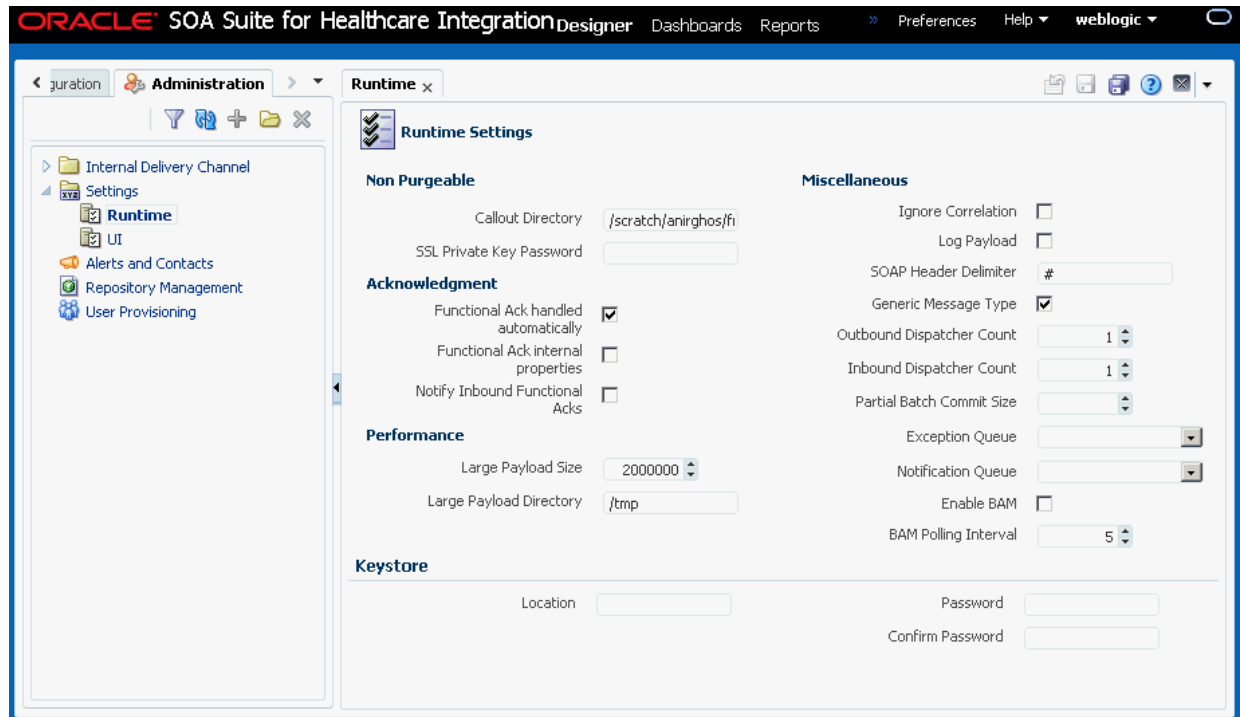 ORACLE SOA Suite for Healthcare Integration Designer Dashboards Reports » Preferences Help weblogic
guration Administration
Runtime
Internal Delivery Channel
Settings
Runtime
UI
Alerts and Contacts
Repository Management
User Provisioning
Runtime Settings
Non Purgeable
Callout Directory /scratch/anirghos/
SSL Private Key Password
Acknowledgment
Functional Ack handled
automatically
Functional Ack internal
properties
Notify Inbound Functional
Acks
Performance
Large Payload Size 2000000
Large Payload Directory /tmp
Miscellaneous
Ignore Correlation
Log Payload
SOAP Header Delimiter #
Generic Message Type
Outbound Dispatcher Count 1
Inbound Dispatcher Count 1
Partial Batch Commit Size
Exception Queue
Notification Queue
Enable BAM
BAM Polling Interval 5
Keystore
Location
Password
Confirm Password